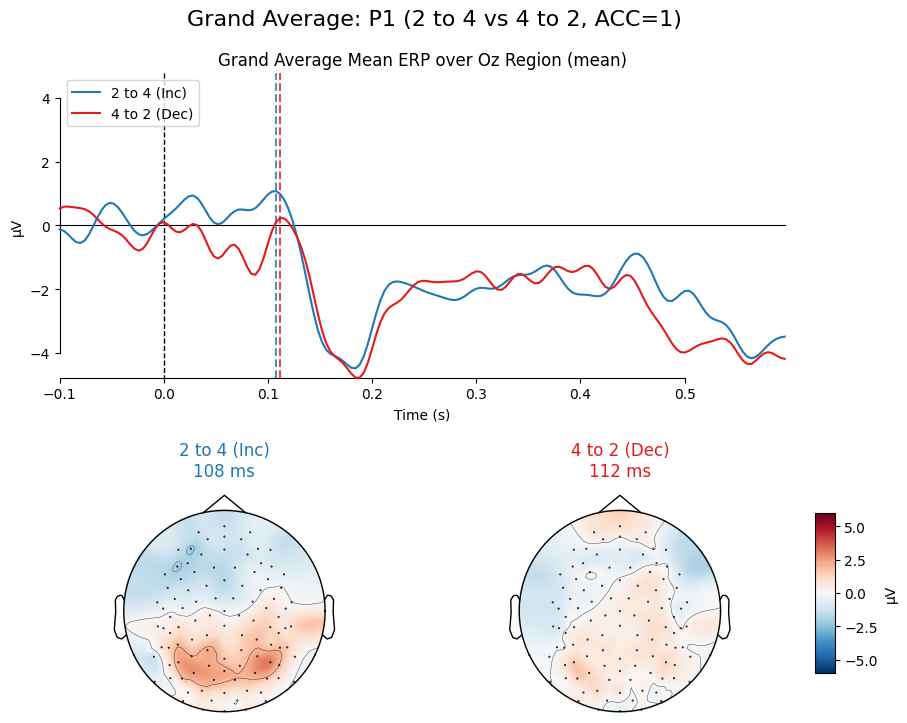 Grand Average: P1 (2 to 4 vs 4 to 2, ACC=1)
Grand Average Mean ERP over Oz Region (mean)
2 to 4 (Inc)
4 to 2 (Dec)
4
2
0
−2
−4
µV
−0.1 0.0 0.1 0.2 0.3 0.4 0.5
Time (s)
2 to 4 (Inc)
108 ms
4 to 2 (Dec)
112 ms
5.0
2.5
0.0
−2.5
−5.0
µV